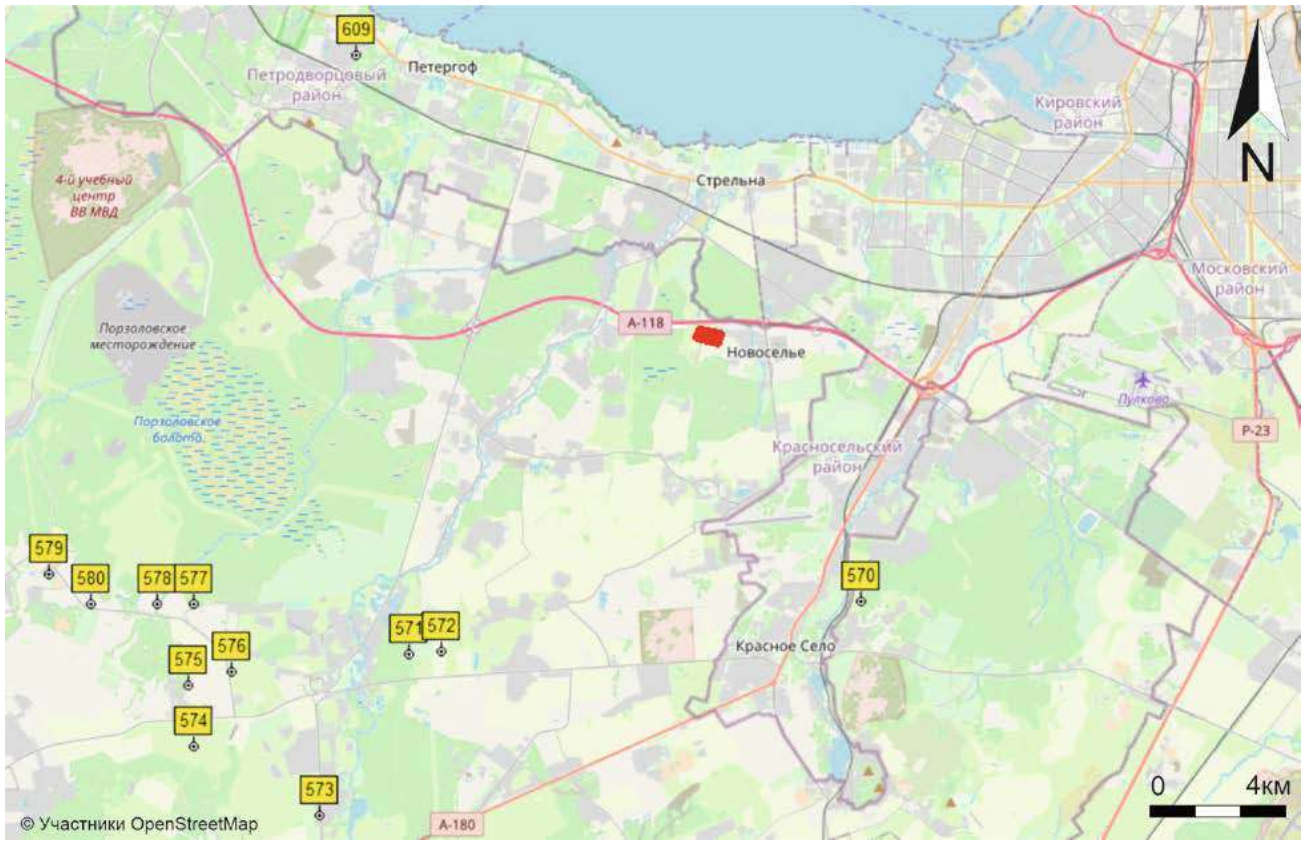 609
Петергоф
Петродворцовый
район
Кировский
район
N
4-й учебный
центр
ВВ МВД
Стрельна
Московский
район
Порзоловское
месторождение
А-118
Новоселье
Пулково
Порзоловское
болото
Р-23
Красносельский
район
579
580
578
577
570
571
572
576
575
Красное Село
574
573
0 4км
А-180
© Участники OpenStreetMap